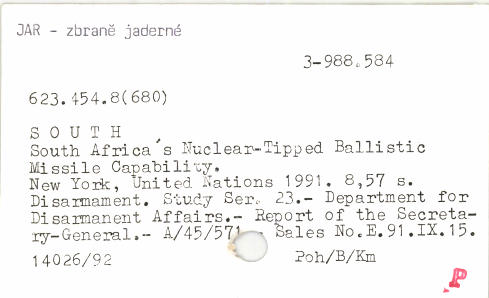 JAR - zbraně jaderné
3-988.584
623.454.8(680)
S O U T H
South Africa's Nuclear-Tipped Ballistic
Missile Capability.
New York, United Nations 1991. 8,57 s.
Disarmament. Study Ser. 23.- Department for
Disarmanent Affairs.- Report of the Secreta-
ry-General.- A/45/571 - Sales No.E.91.IX.15.
14026/92 Poh/B/Km
P